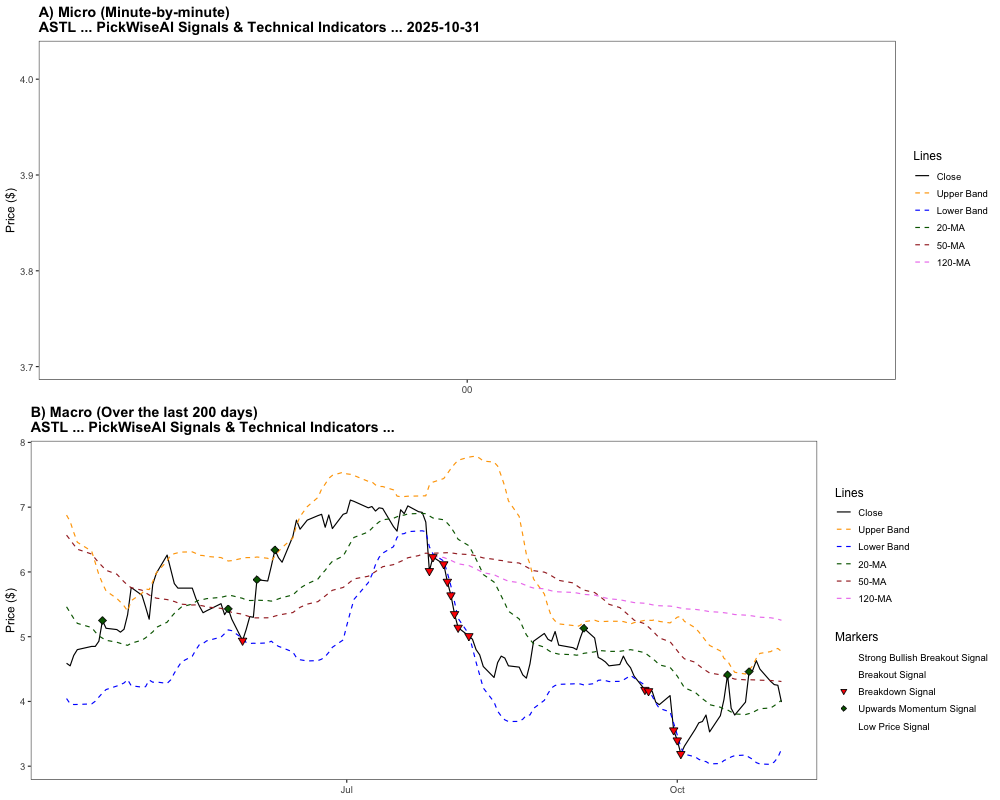 A) Micro (Minute-by-minute)
ASTL ... PickWiseAI Signals & Technical Indicators ... 2025-10-31
4.0
3.9
3.8
3.7
Price ($)
00
Lines
Close
Upper Band
Lower Band
20-MA
50-MA
120-MA
B) Macro (Over the last 200 days)
ASTL ... PickWiseAI Signals & Technical Indicators ...
8
7
6
5
4
3
Price ($)
Jul
Oct
Lines
Close
Upper Band
Lower Band
20-MA
50-MA
120-MA
Markers
Strong Bullish Breakout Signal
Breakout Signal
Breakdown Signal
Upwards Momentum Signal
Low Price Signal